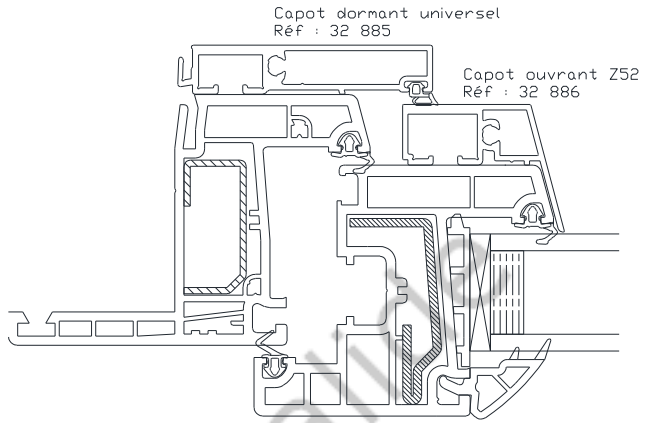 Capot dormant universel
Réf : 32 885
Capot ouvrant Z52
Réf : 32 886